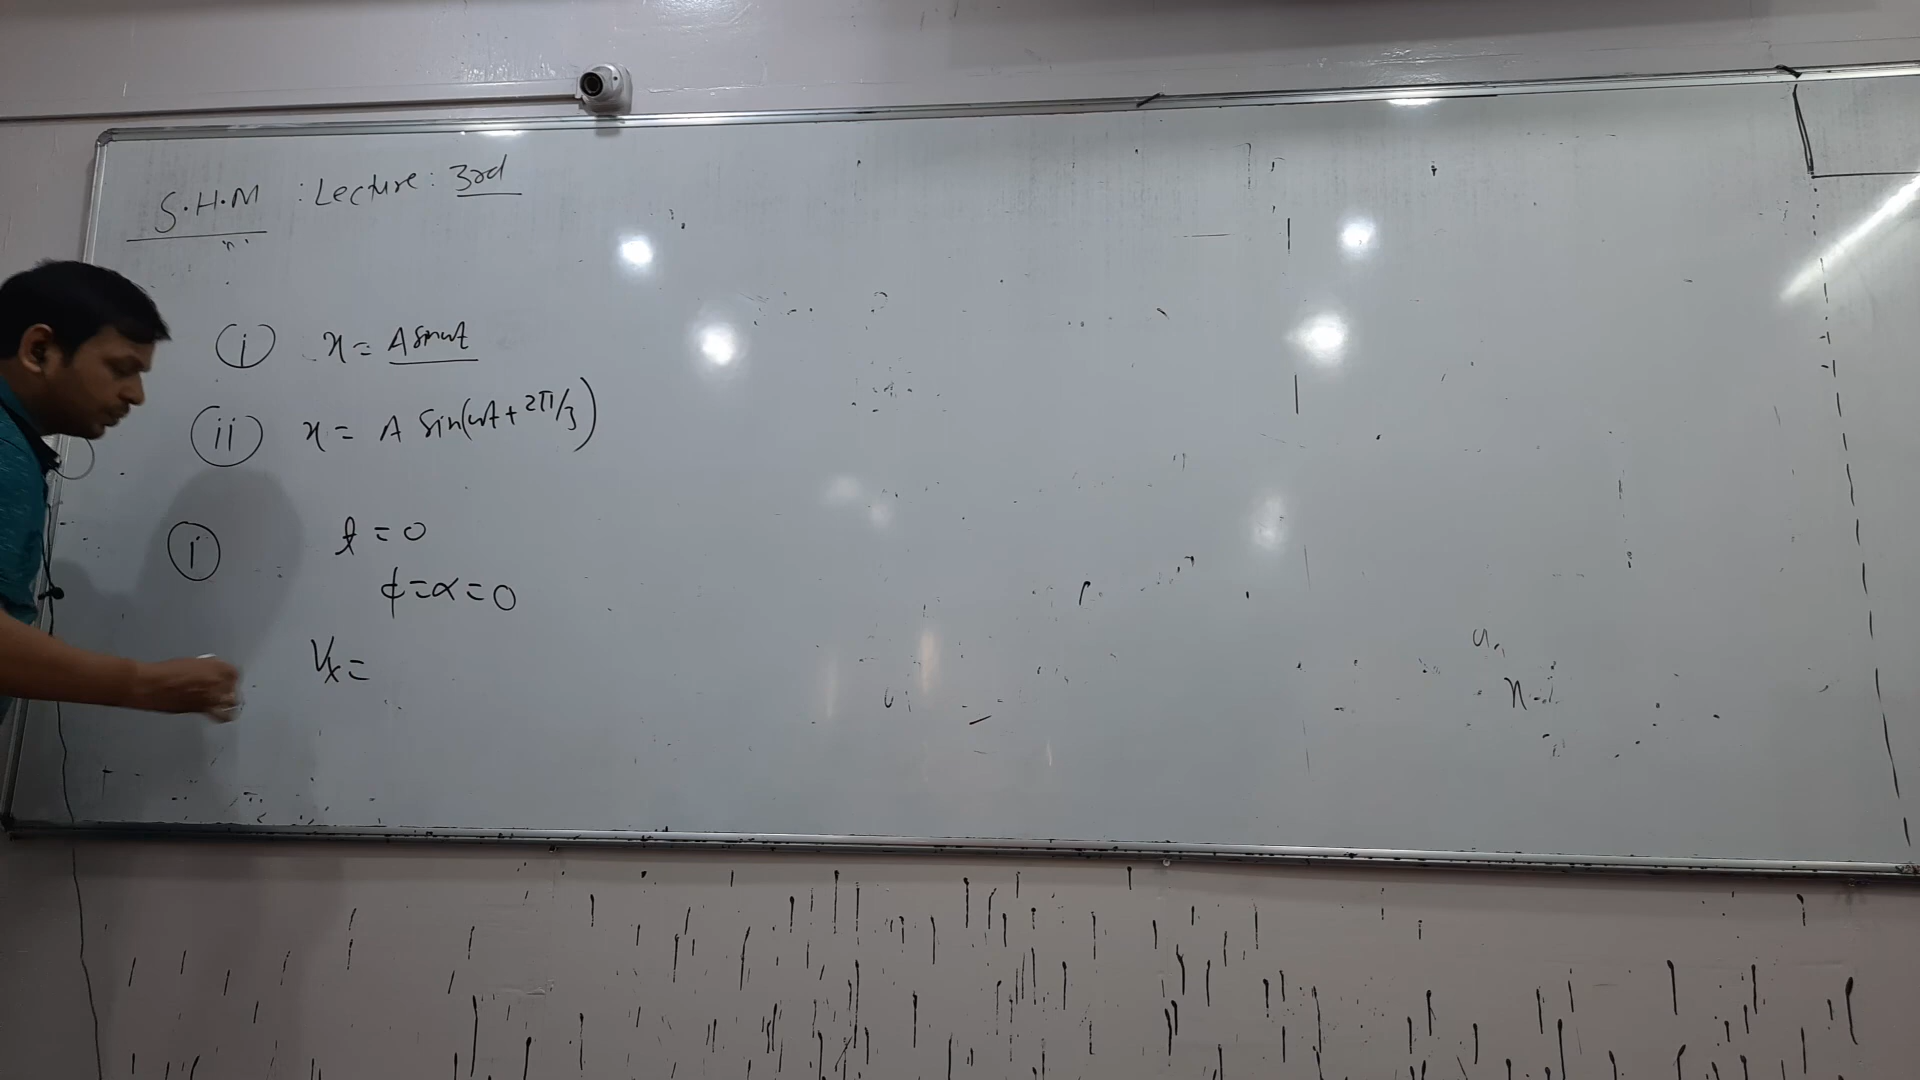 S.H.M : Lecture : 3rd
(i) x = A sinωt
(ii) x = A sin(ωt + 2π/3)
(i) t = 0
ϕ = α = 0
Vx =